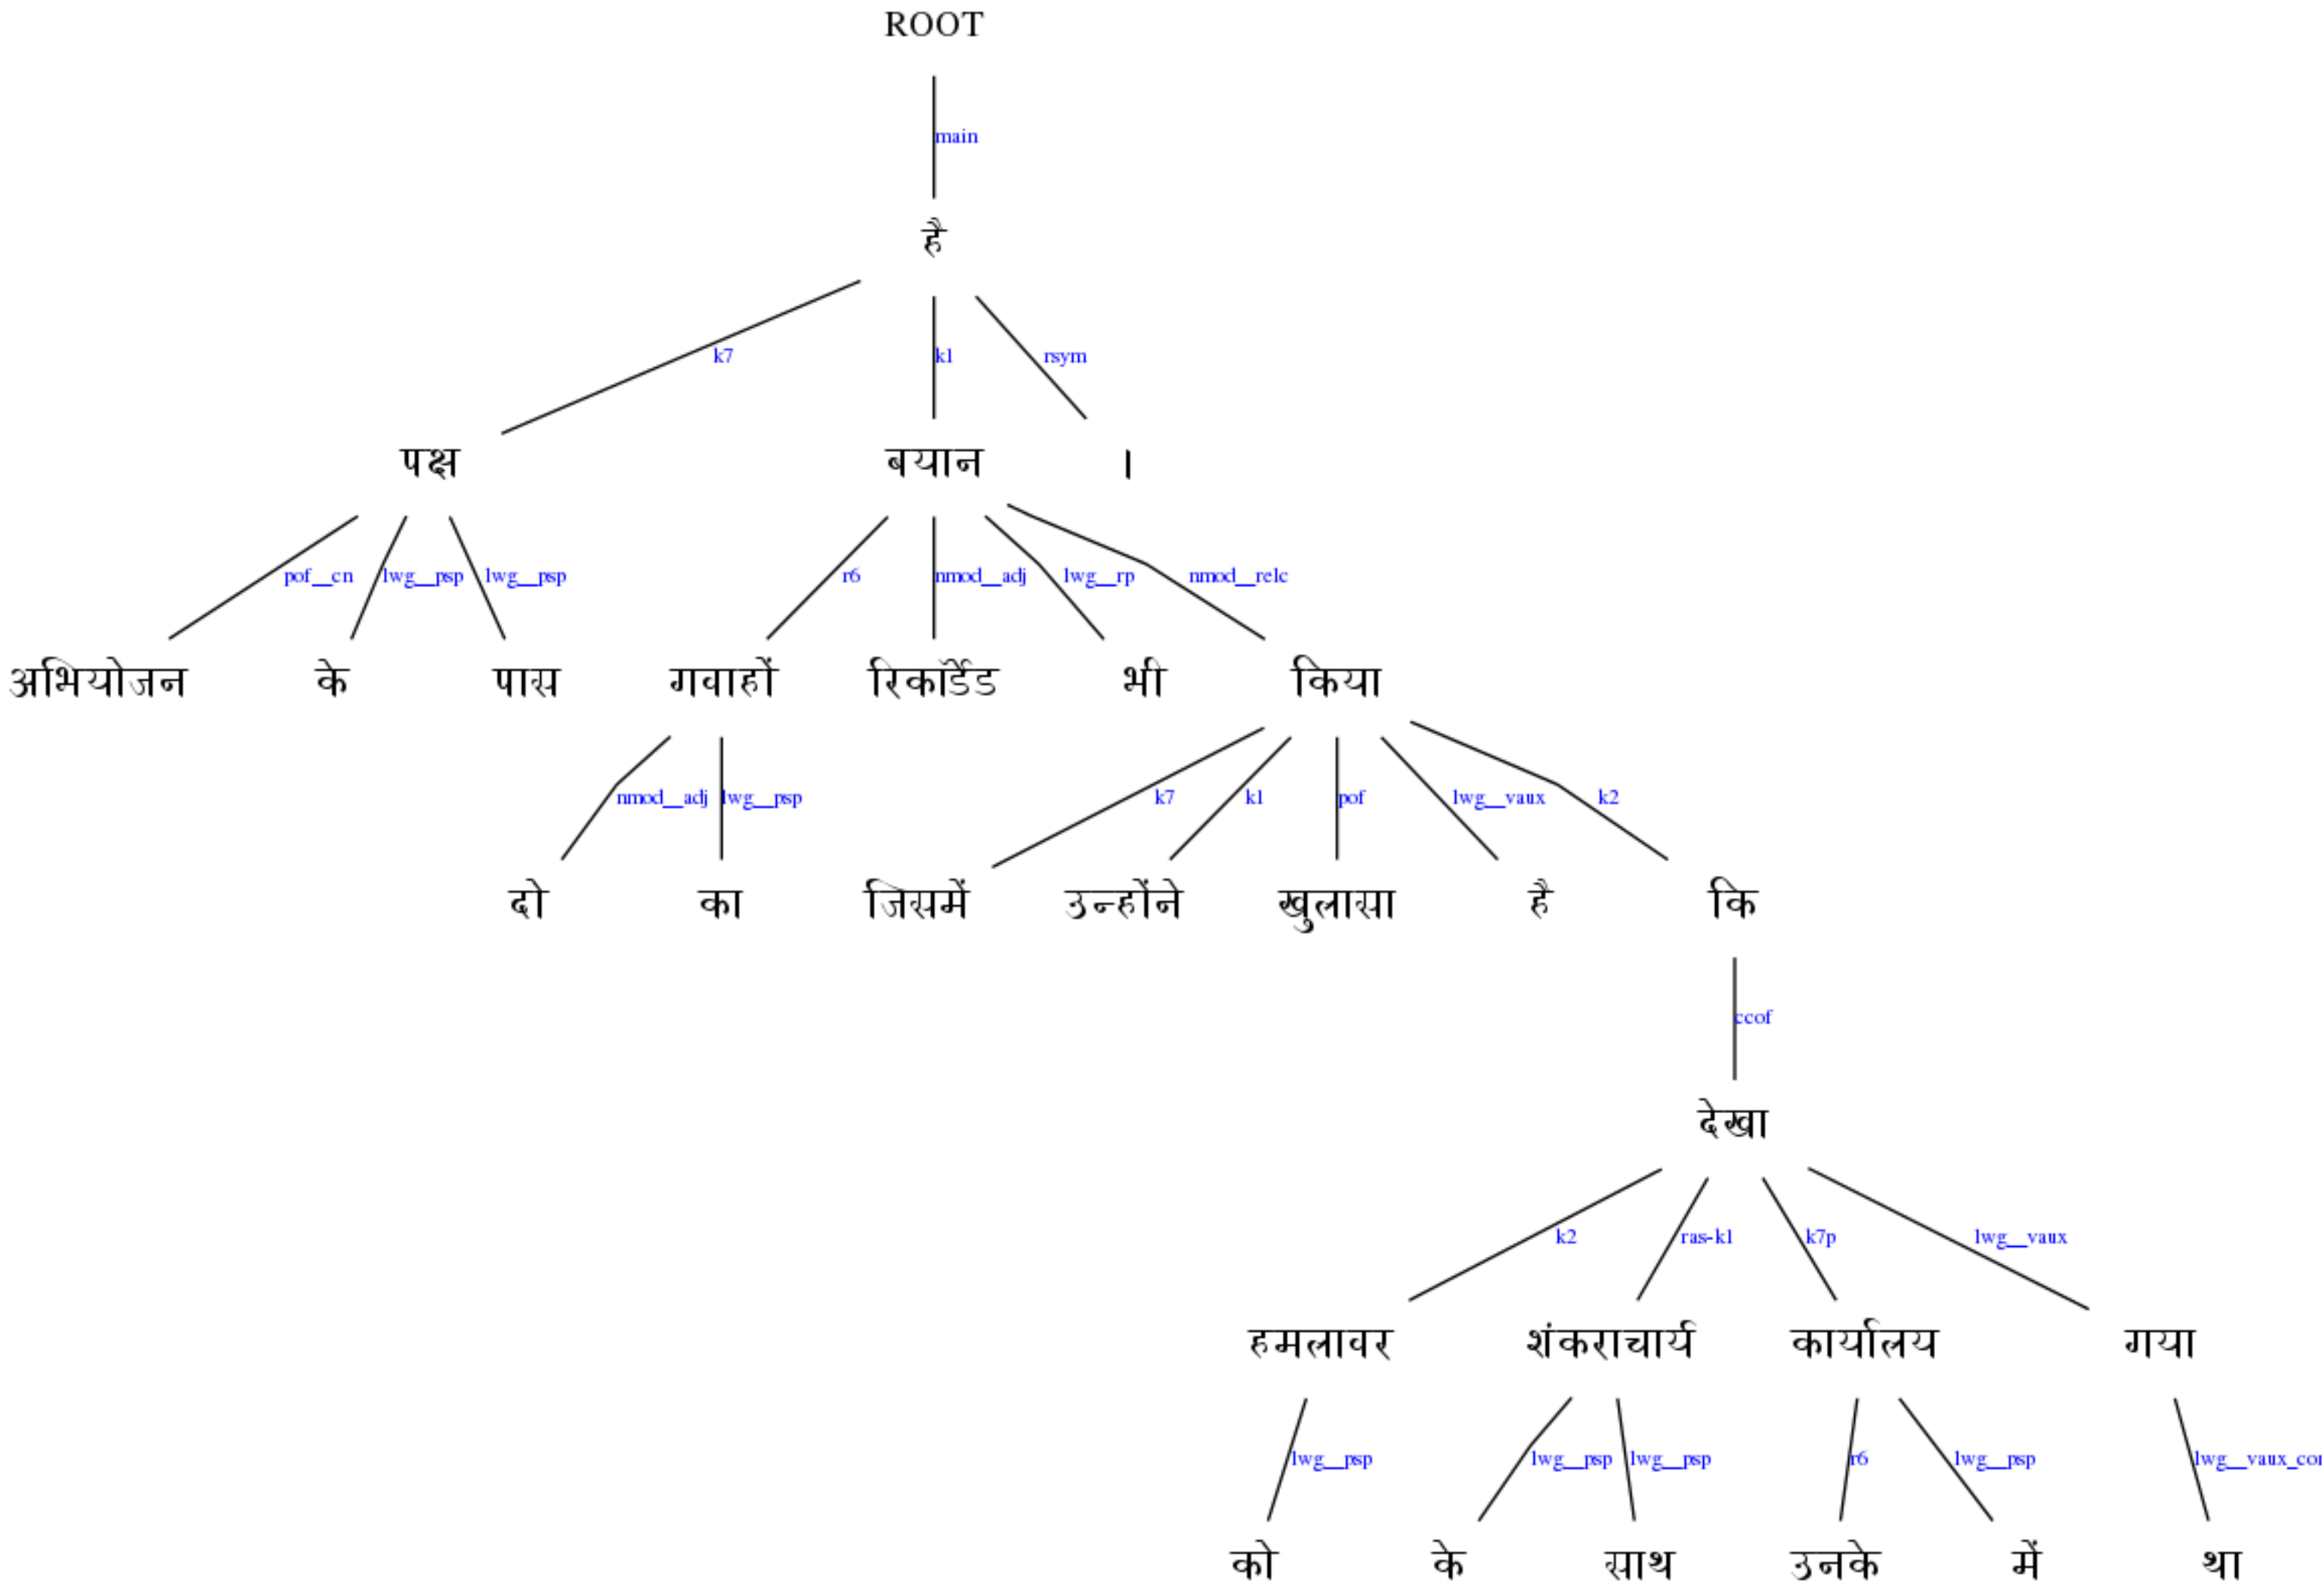 ROOT
main
है
k7 k1 rsym
पक्ष बयान ।
pof__cn lwg__psp lwg__psp r6 nmod__adj lwg__rp nmod__relc
अभियोजन के पास गवाहों रिकॉर्डेड भी किया
nmod__adj lwg__psp k7 k1 pof lwg__vaux k2
दो का जिसमें उन्होंने खुलासा है कि
ccof
देखा
k2 ras-k1 k7p lwg__vaux
हमलावर शंकराचार्य कार्यालय गया
lwg__psp lwg__psp lwg__psp r6 lwg__psp lwg__vaux_con
को के साथ उनके में था